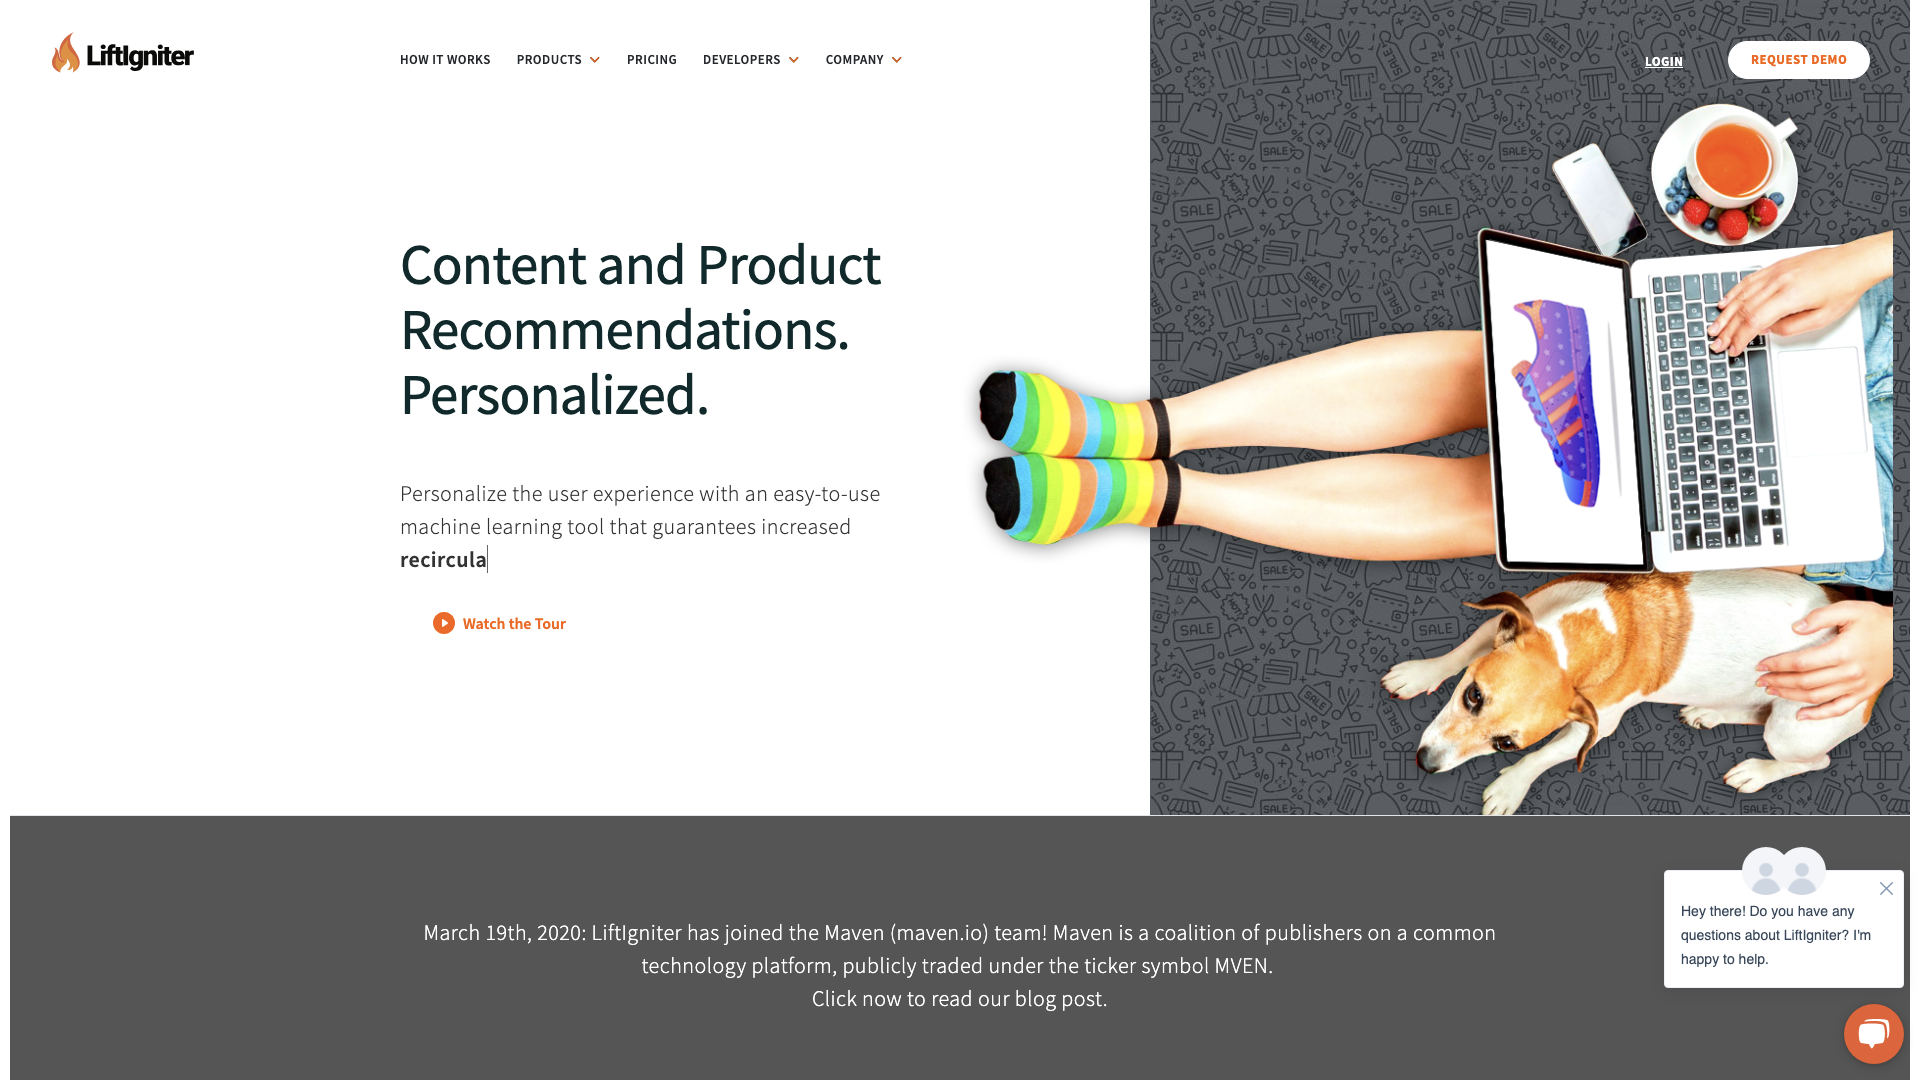 LiftIgniter
HOW IT WORKS
PRODUCTS
PRICING
DEVELOPERS
COMPANY
LOGIN
REQUEST DEMO
Content and Product
Recommendations.
Personalized.
Personalize the user experience with an easy-to-use
machine learning tool that guarantees increased
recircula
Watch the Tour
SALE
HOT!
24
March 19th, 2020: LiftIgniter has joined the Maven (maven.io) team! Maven is a coalition of publishers on a common
technology platform, publicly traded under the ticker symbol MVEN.
Click now to read our blog post.
Hey there! Do you have any
questions about LiftIgniter? I'm
happy to help.